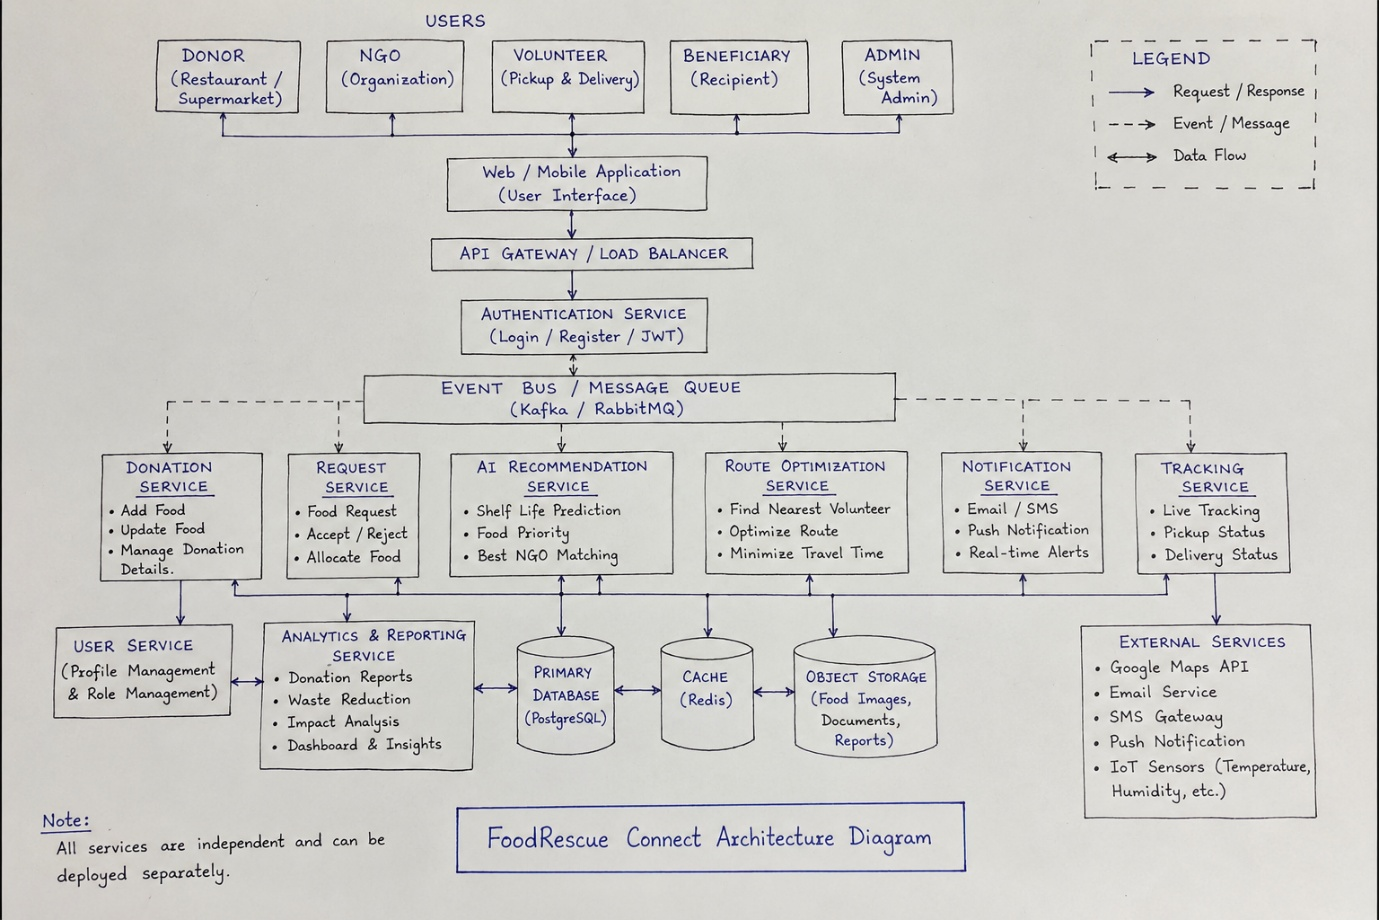 USERS
DONOR
(Restaurant /
Supermarket)
NGO
(Organization)
VOLUNTEER
(Pickup & Delivery)
BENEFICIARY
(Recipient)
ADMIN
(System
Admin)
LEGEND
Request / Response
Event / Message
Data Flow
Web / Mobile Application
(User Interface)
API GATEWAY / LOAD BALANCER
AUTHENTICATION SERVICE
(Login / Register / JWT)
EVENT BUS / MESSAGE QUEUE
(Kafka / RabbitMQ)
DONATION
SERVICE
• Add Food
• Update Food
• Manage Donation
Details.
REQUEST
SERVICE
• Food Request
• Accept / Reject
• Allocate Food
AI RECOMMENDATION
SERVICE
• Shelf Life Prediction
• Food Priority
• Best NGO Matching
ROUTE OPTIMIZATION
SERVICE
• Find Nearest Volunteer
• Optimize Route
• Minimize Travel Time
NOTIFICATION
SERVICE
• Email / SMS
• Push Notification
• Real-time Alerts
TRACKING
SERVICE
• Live Tracking
• Pickup Status
• Delivery Status
USER SERVICE
(Profile Management
& Role Management)
ANALYTICS & REPORTING
SERVICE
• Donation Reports
• Waste Reduction
• Impact Analysis
• Dashboard & Insights
PRIMARY
DATABASE
(PostgreSQL)
CACHE
(Redis)
OBJECT STORAGE
(Food Images,
Documents,
Reports)
EXTERNAL SERVICES
• Google Maps API
• Email Service
• SMS Gateway
• Push Notification
• IoT Sensors (Temperature,
Humidity, etc.)
Note:
All services are independent and can be
deployed separately.
FoodRescue Connect Architecture Diagram